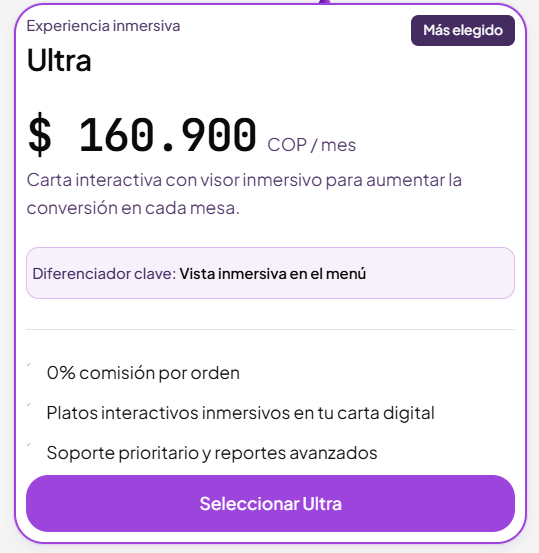 Experiencia inmersiva
Más elegido
Ultra
$ 160.900 COP / mes
Carta interactiva con visor inmersivo para aumentar la
conversión en cada mesa.
Diferenciador clave: Vista inmersiva en el menú
0% comisión por orden
Platos interactivos inmersivos en tu carta digital
Soporte prioritario y reportes avanzados
Seleccionar Ultra